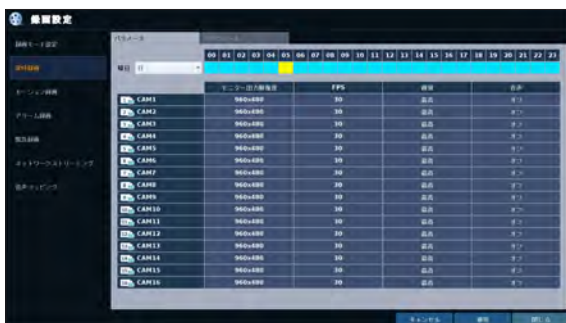 録画設定
録画モード設定
パラメータ
00 01 02 03 04 05 06 07 08 09 10 11 12 13 14 15 16 17 18 19 20 21 22 23
常時録画
曜日 日
モーション録画
モニター出力解像度 FPS 画質 音声
CAM1 960x480 30 最高 オフ
アラーム録画
CAM2 960x480 30 最高 オフ
CAM3 960x480 30 最高 オフ
緊急録画
CAM4 960x480 30 最高 オフ
CAM5 960x480 30 最高 オフ
ネットワークストリーミング
CAM6 960x480 30 最高 オフ
CAM7 960x480 30 最高 オフ
音声マッピング
CAM8 960x480 30 最高 オフ
CAM9 960x480 30 最高 オフ
CAM10 960x480 30 最高 オフ
CAM11 960x480 30 最高 オフ
CAM12 960x480 30 最高 オフ
CAM13 960x480 30 最高 オフ
CAM14 960x480 30 最高 オフ
CAM15 960x480 30 最高 オフ
CAM16 960x480 30 最高 オフ
キャンセル 適用 閉じる